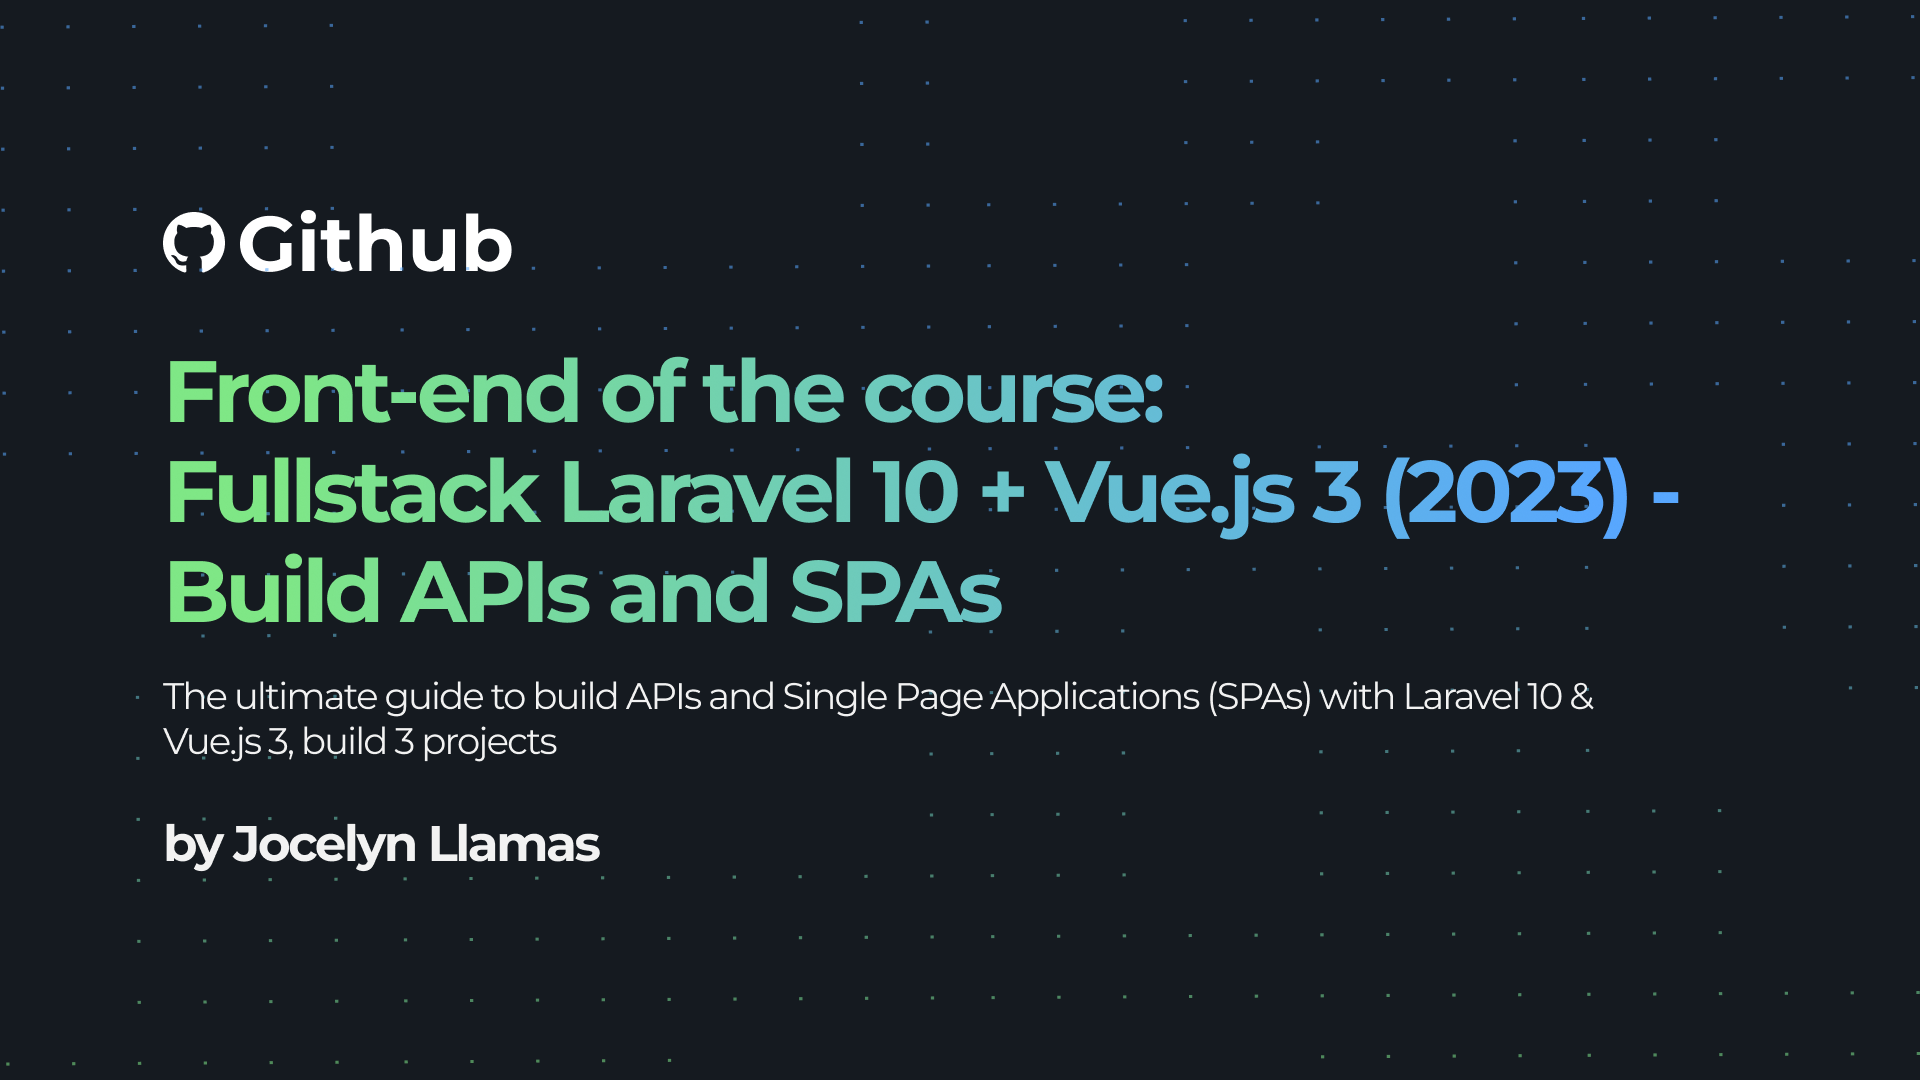 Github
Front-end of the course:
Fullstack Laravel 10 + Vue.js 3 (2023) -
Build APIs and SPAs
The ultimate guide to build APIs and Single Page Applications (SPAs) with Laravel 10 &
Vue.js 3, build 3 projects
by Jocelyn Llamas